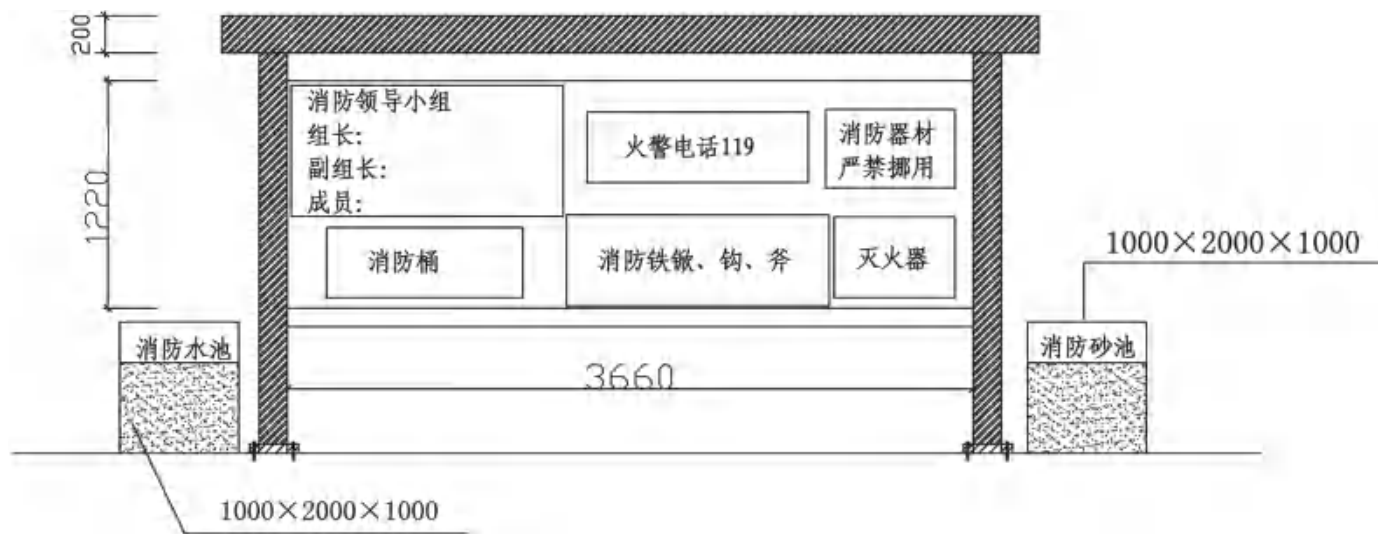 200
消防领导小组
组长:
副组长:
成员:
火警电话119
消防器材
严禁挪用
1220
消防桶
消防铁锨、钩、斧
灭火器
1000×2000×1000
消防水池
消防砂池
3660
1000×2000×1000